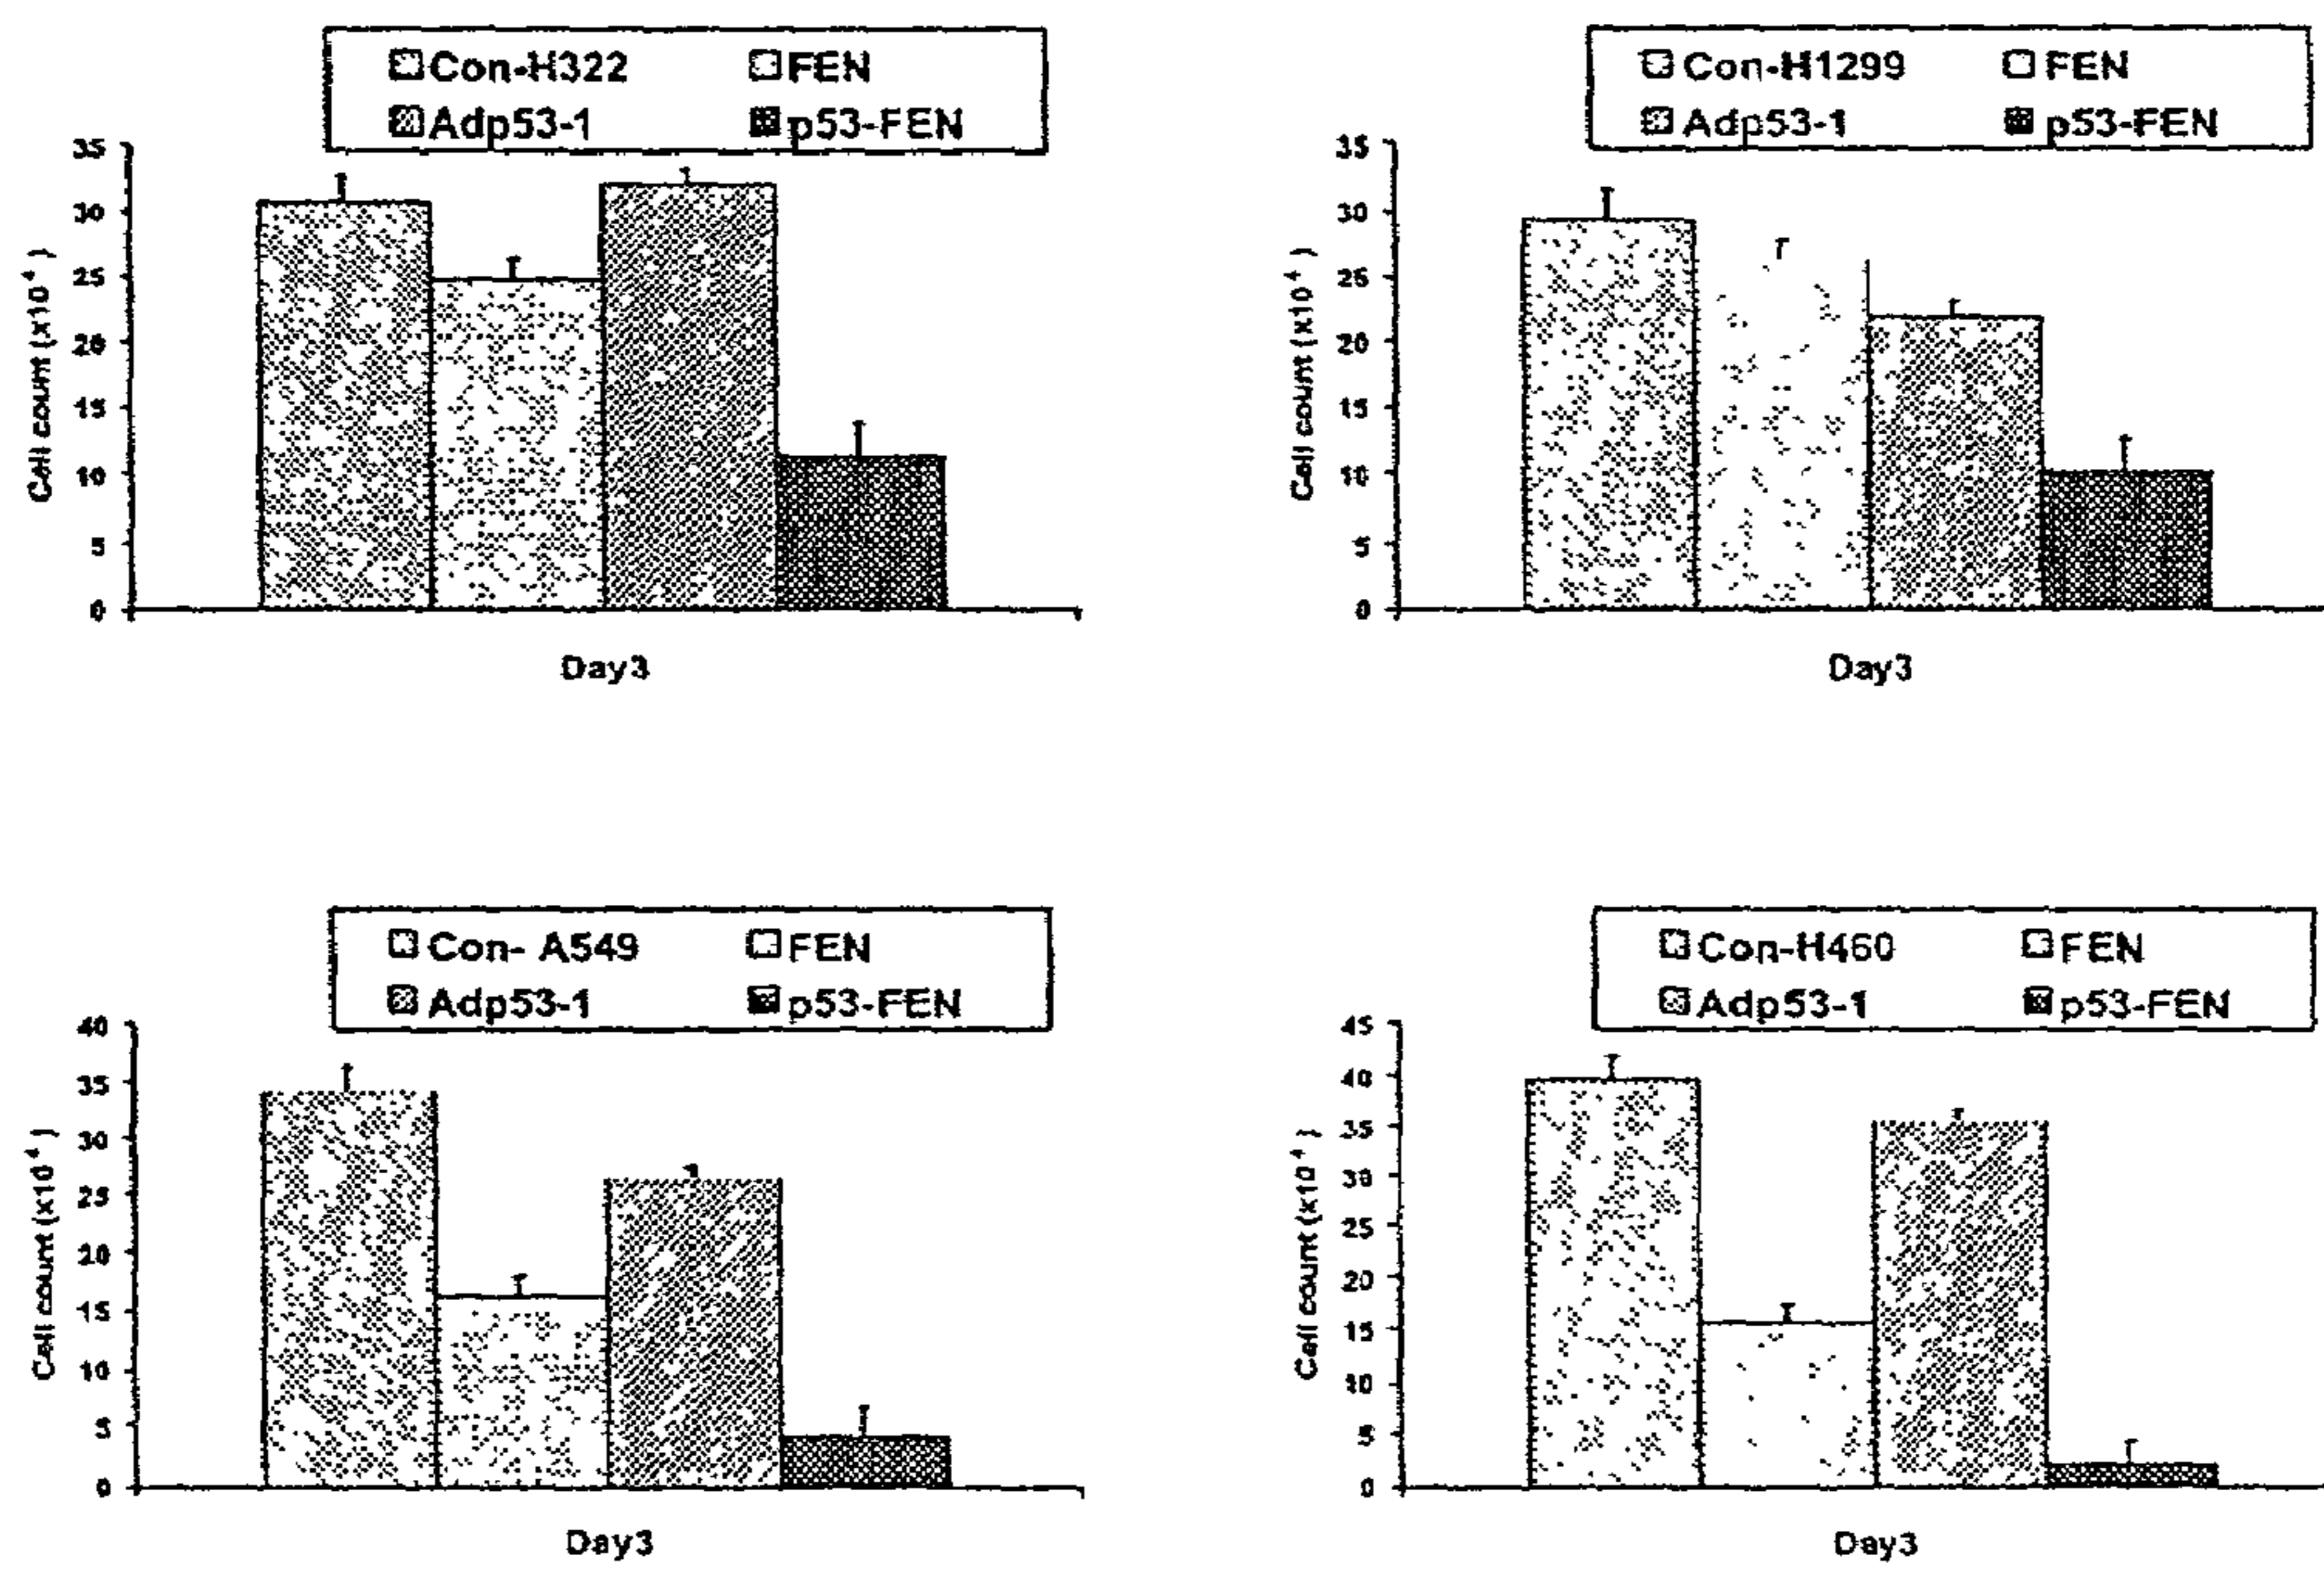 Con-H322 FEN
Adp53-1 p53-FEN
35
30
25
20
15
10
5
0
Cell count (x10⁴)
Day3
Con-H1299 FEN
Adp53-1 p53-FEN
35
30
25
20
15
10
5
0
Cell count (x10⁴)
Day3
Con- A549 FEN
Adp53-1 p53-FEN
40
35
30
25
20
15
10
5
0
Cell count (x10⁴)
Day3
Con-H460 FEN
Adp53-1 p53-FEN
45
40
35
30
25
20
15
10
5
0
Cell count (x10⁴)
Day3